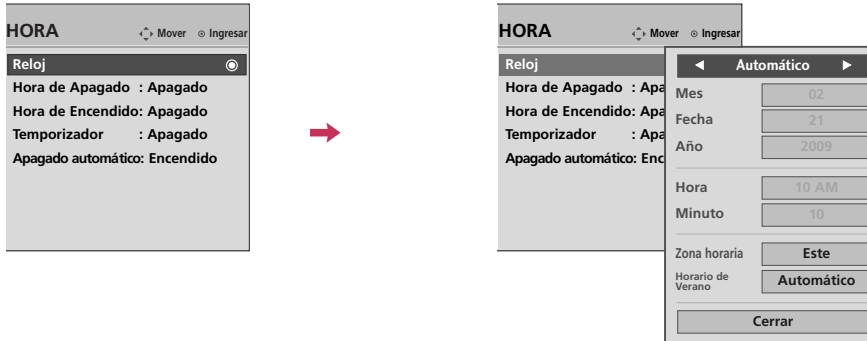 HORA
Mover
Ingresar
Reloj
Hora de Apagado : Apagado
Hora de Encendido: Apagado
Temporizador : Apagado
Apagado automático: Encendido
HORA
Mover
Ingresar
Reloj
Hora de Apagado : Apa
Hora de Encendido: Apa
Temporizador : Apa
Apagado automático: Enc
Automático
Mes 02
Fecha 21
Año 2009
Hora 10 AM
Minuto 10
Zona horaria Este
Horario de
Verano
Automático
Cerrar